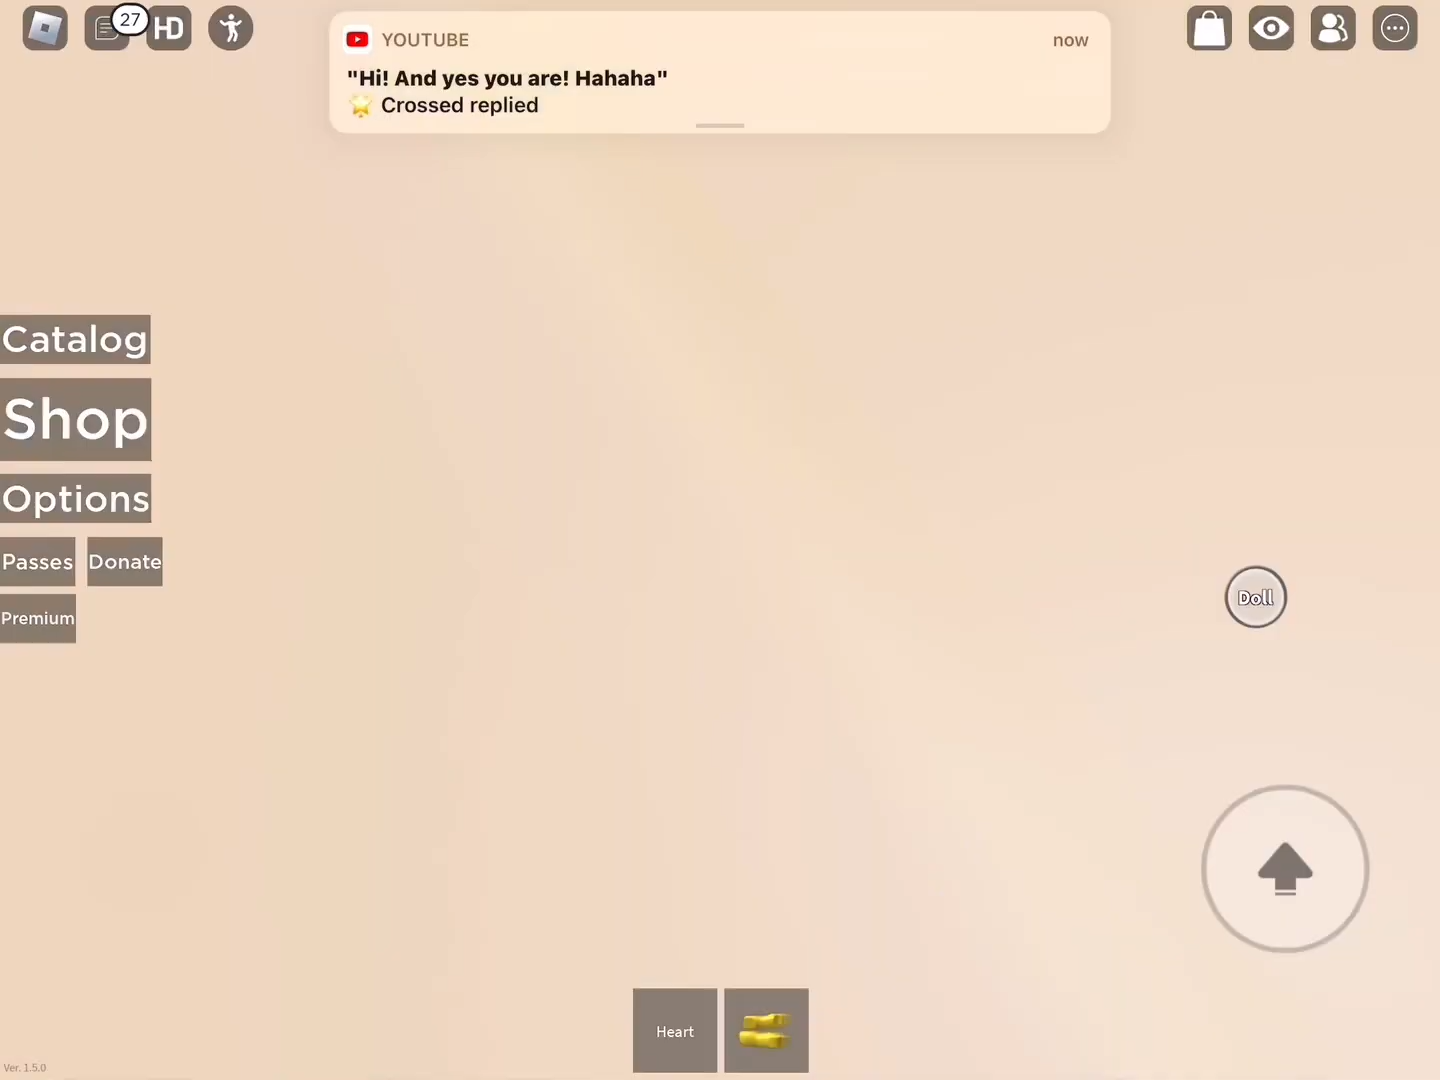 27
HD
YOUTUBE
now
"Hi! And yes you are! Hahaha"
🌟 Crossed replied
Catalog
Shop
Options
Passes
Donate
Premium
Doll
Heart
Ver. 1.5.0